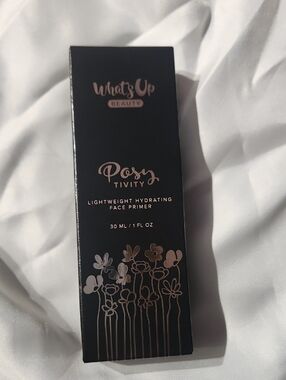 What's Up
BEAUTY
Posy
TIVITY
LIGHTWEIGHT HYDRATING
FACE PRIMER
30 ML / 1 FL OZ